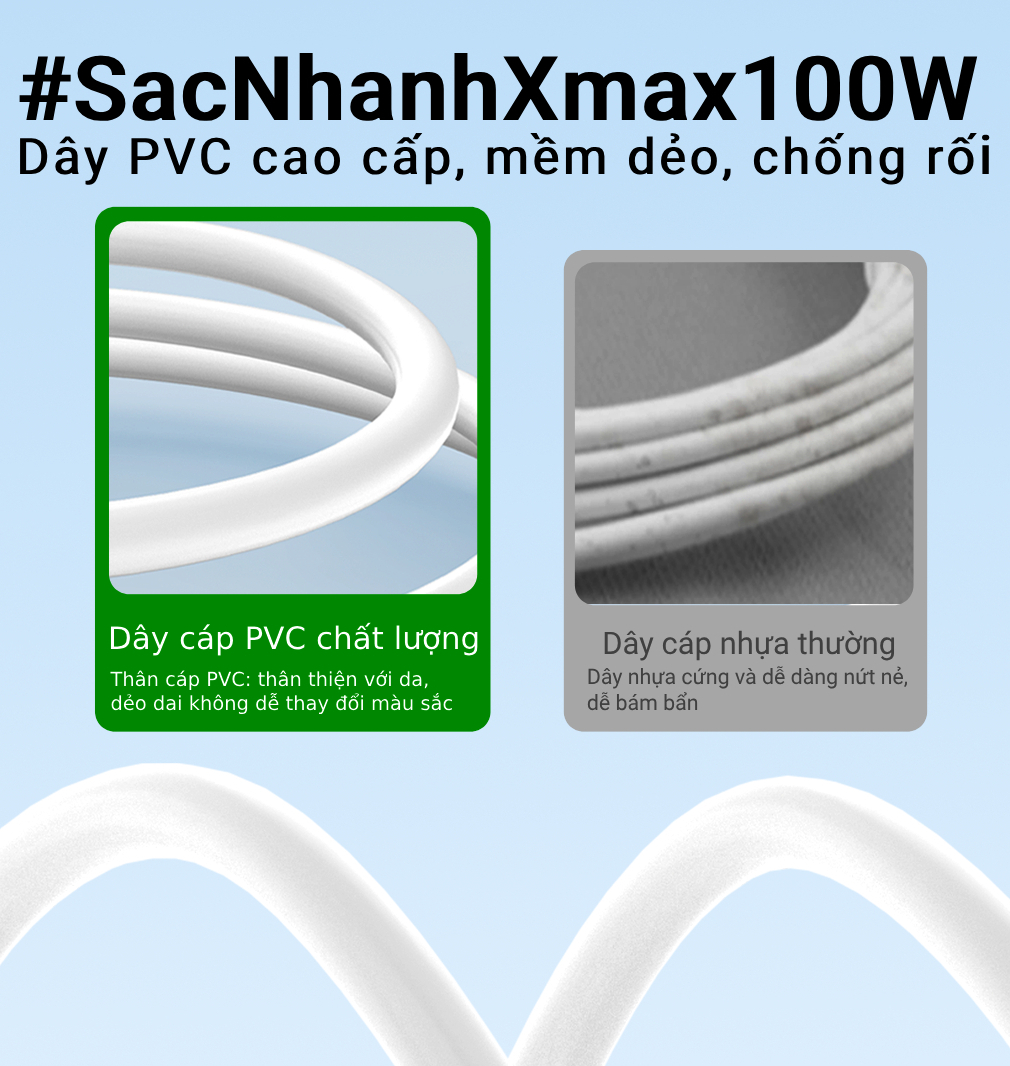 #SacNhanhXmax100W
Dây PVC cao cấp, mềm dẻo, chống rối
Dây cáp PVC chất lượng
Thân cáp PVC: thân thiện với da,
dẻo dai không dễ thay đổi màu sắc
Dây cáp nhựa thường
Dây nhựa cứng và dễ dàng nứt nẻ,
dễ bám bẩn